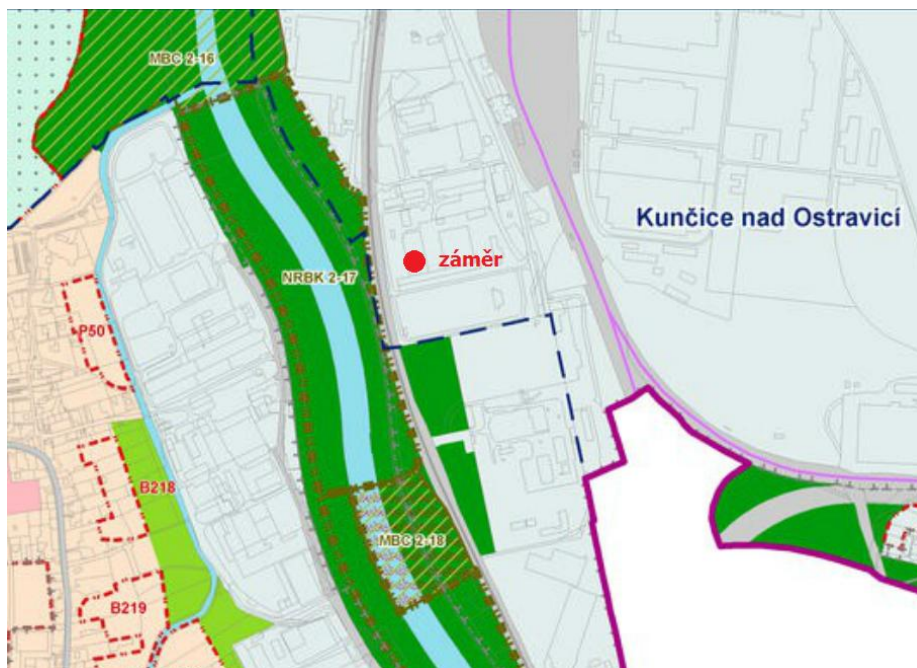 MBC 2-16
Kunčice nad Ostravicí
záměr
NRBK 2-17
P50
B218
MBC 2-18
B219